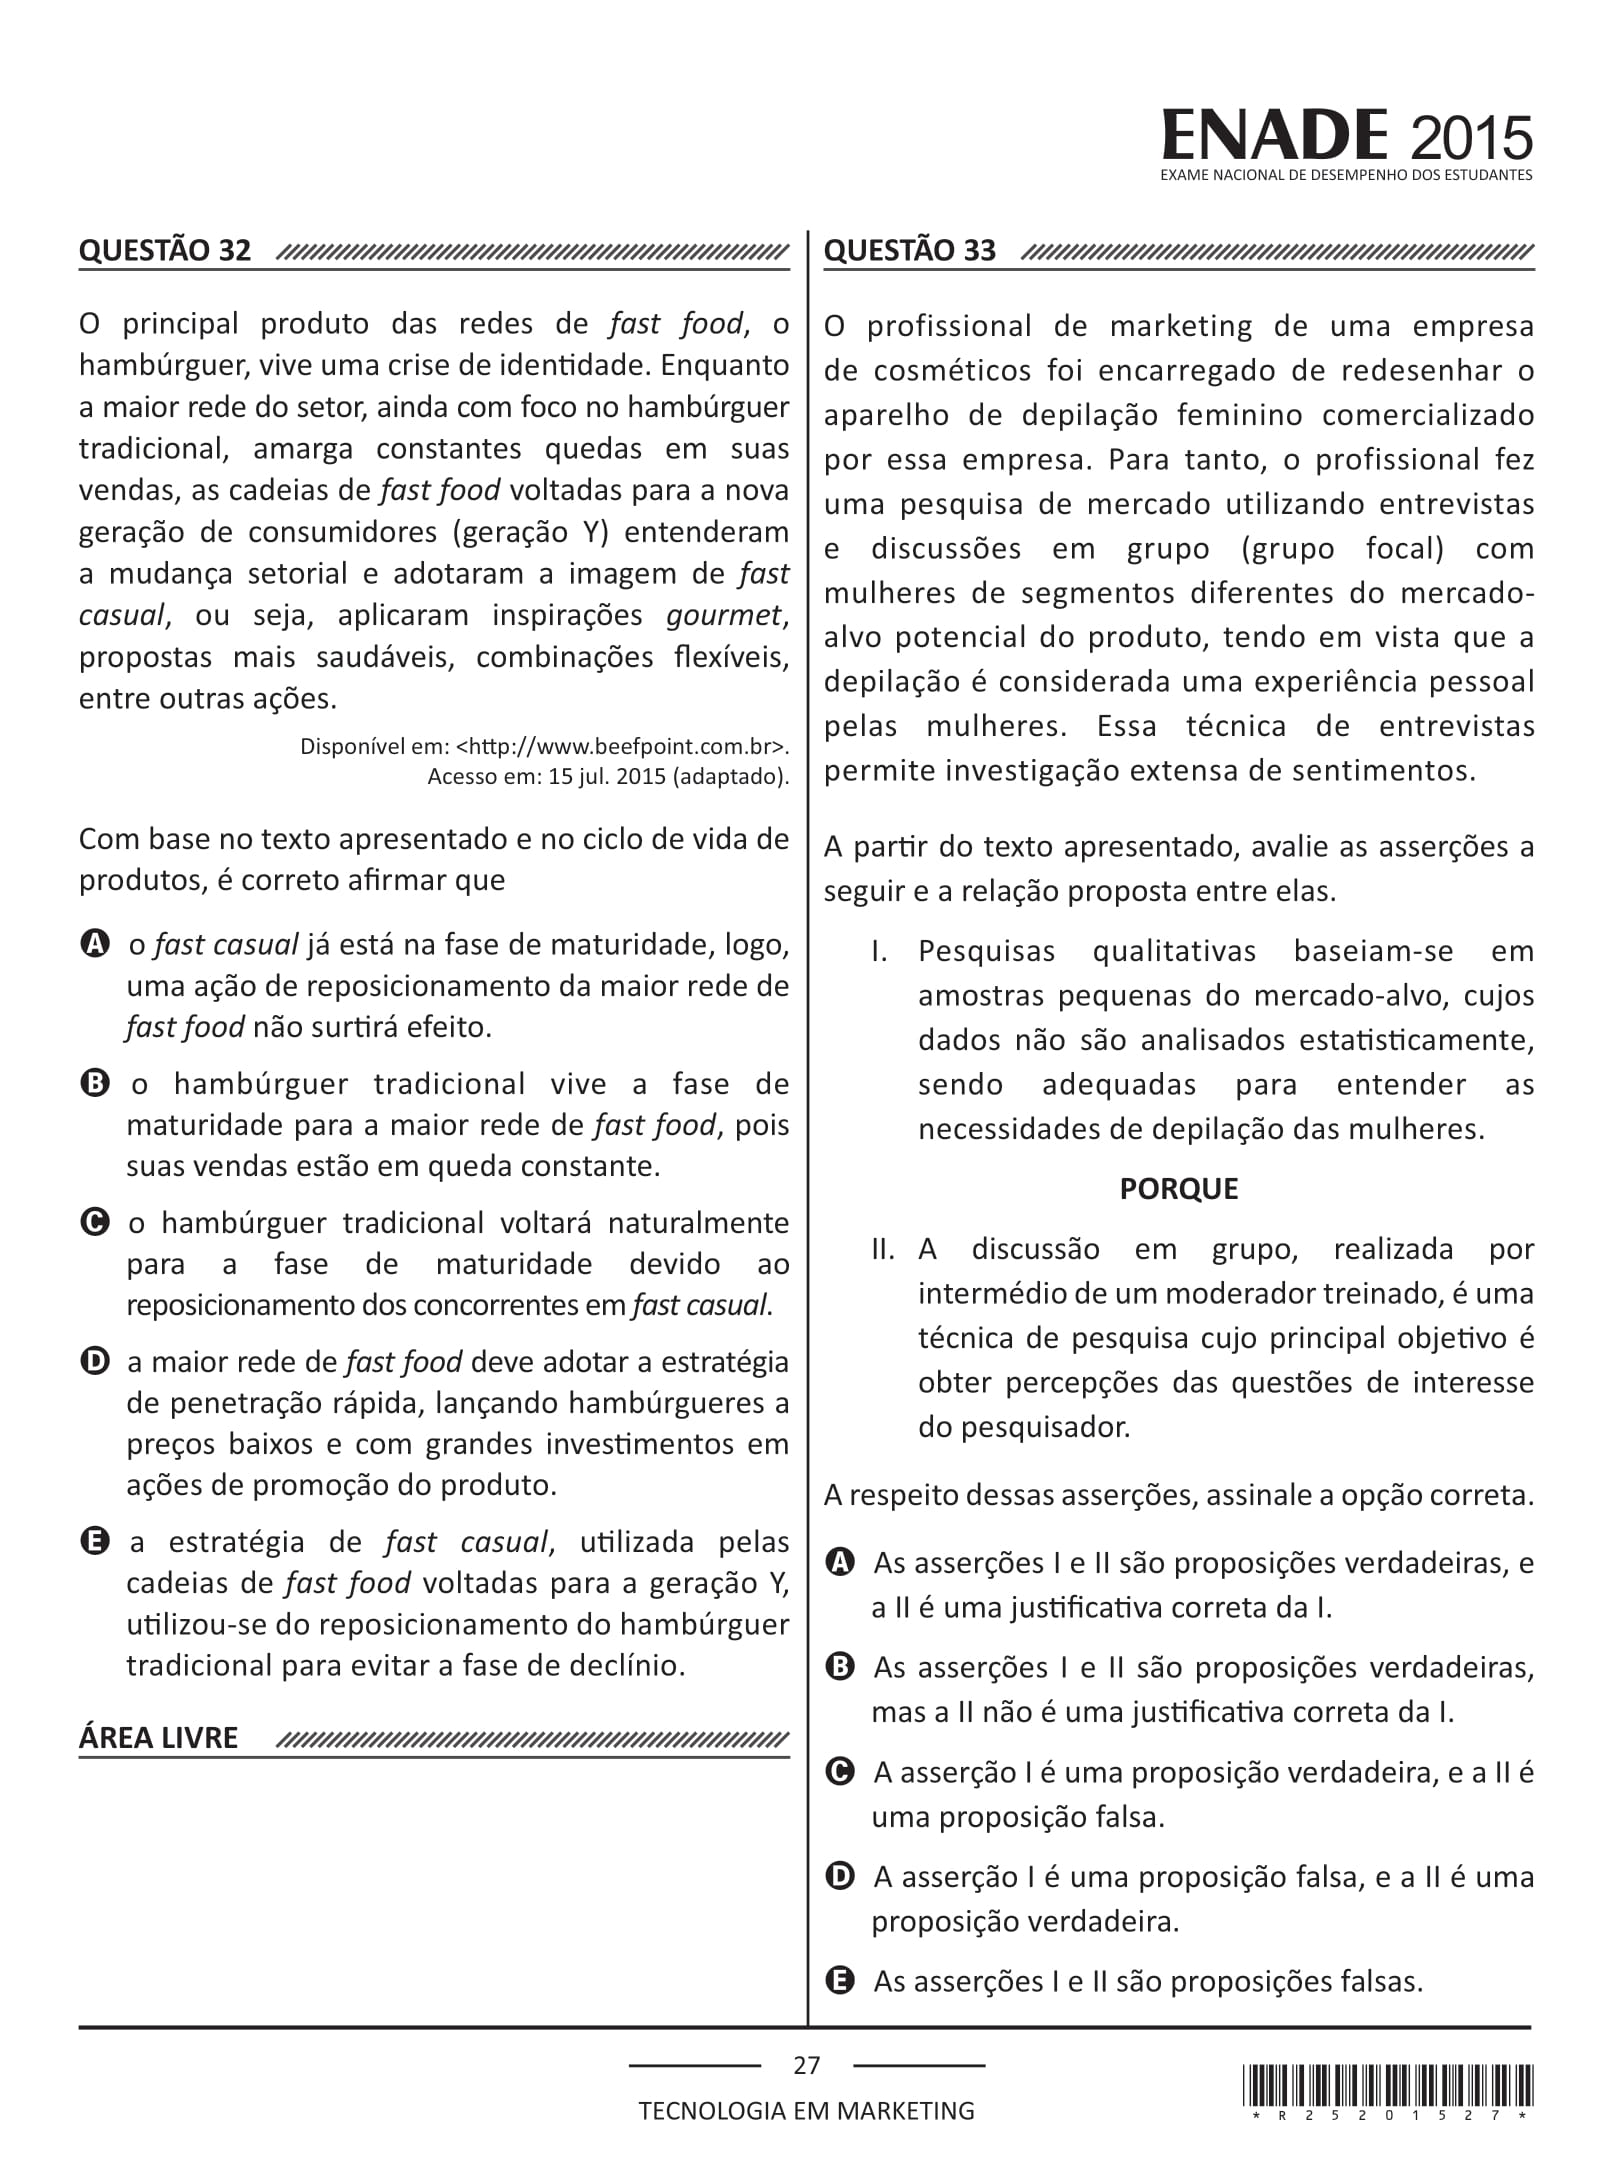 ENADE 2015
EXAME NACIONAL DE DESEMPENHO DOS ESTUDANTES
QUESTÃO 32
O principal produto das redes de fast food, o
hambúrguer, vive uma crise de identidade. Enquanto
a maior rede do setor, ainda com foco no hambúrguer
tradicional, amarga constantes quedas em suas
vendas, as cadeias de fast food voltadas para a nova
geração de consumidores (geração Y) entenderam
a mudança setorial e adotaram a imagem de fast
casual, ou seja, aplicaram inspirações gourmet,
propostas mais saudáveis, combinações flexíveis,
entre outras ações.
Disponível em: <http://www.beefpoint.com.br>.
Acesso em: 15 jul. 2015 (adaptado).
Com base no texto apresentado e no ciclo de vida de
produtos, é correto afirmar que
A o fast casual já está na fase de maturidade, logo,
uma ação de reposicionamento da maior rede de
fast food não surtirá efeito.
B o hambúrguer tradicional vive a fase de
maturidade para a maior rede de fast food, pois
suas vendas estão em queda constante.
C o hambúrguer tradicional voltará naturalmente
para a fase de maturidade devido ao
reposicionamento dos concorrentes em fast casual.
D a maior rede de fast food deve adotar a estratégia
de penetração rápida, lançando hambúrgueres a
preços baixos e com grandes investimentos em
ações de promoção do produto.
E a estratégia de fast casual, utilizada pelas
cadeias de fast food voltadas para a geração Y,
utilizou-se do reposicionamento do hambúrguer
tradicional para evitar a fase de declínio.
ÁREA LIVRE
QUESTÃO 33
O profissional de marketing de uma empresa
de cosméticos foi encarregado de redesenhar o
aparelho de depilação feminino comercializado
por essa empresa. Para tanto, o profissional fez
uma pesquisa de mercado utilizando entrevistas
e discussões em grupo (grupo focal) com
mulheres de segmentos diferentes do mercado-
alvo potencial do produto, tendo em vista que a
depilação é considerada uma experiência pessoal
pelas mulheres. Essa técnica de entrevistas
permite investigação extensa de sentimentos.
A partir do texto apresentado, avalie as asserções a
seguir e a relação proposta entre elas.
I. Pesquisas qualitativas baseiam-se em
amostras pequenas do mercado-alvo, cujos
dados não são analisados estatisticamente,
sendo adequadas para entender as
necessidades de depilação das mulheres.
PORQUE
II. A discussão em grupo, realizada por
intermédio de um moderador treinado, é uma
técnica de pesquisa cujo principal objetivo é
obter percepções das questões de interesse
do pesquisador.
A respeito dessas asserções, assinale a opção correta.
A As asserções I e II são proposições verdadeiras, e
a II é uma justificativa correta da I.
B As asserções I e II são proposições verdadeiras,
mas a II não é uma justificativa correta da I.
C A asserção I é uma proposição verdadeira, e a II é
uma proposição falsa.
D A asserção I é uma proposição falsa, e a II é uma
proposição verdadeira.
E As asserções I e II são proposições falsas.
27
TECNOLOGIA EM MARKETING
*R25201527*